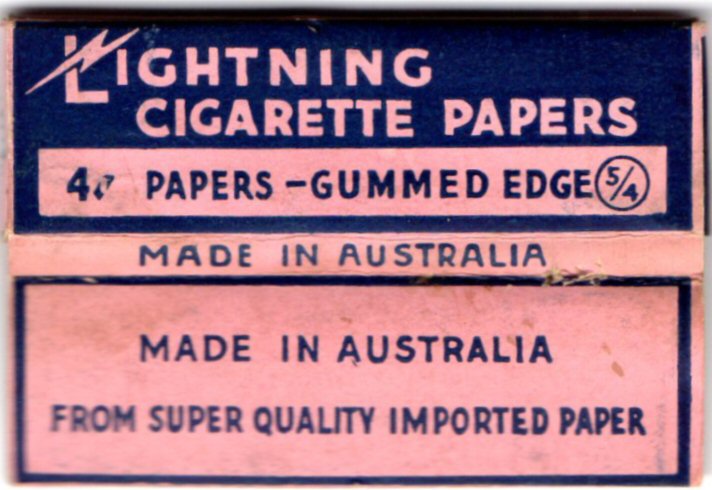 LIGHTNING
CIGARETTE PAPERS
PAPERS - GUMMED EDGE 5/4
MADE IN AUSTRALIA
MADE IN AUSTRALIA
FROM SUPER QUALITY IMPORTED PAPER